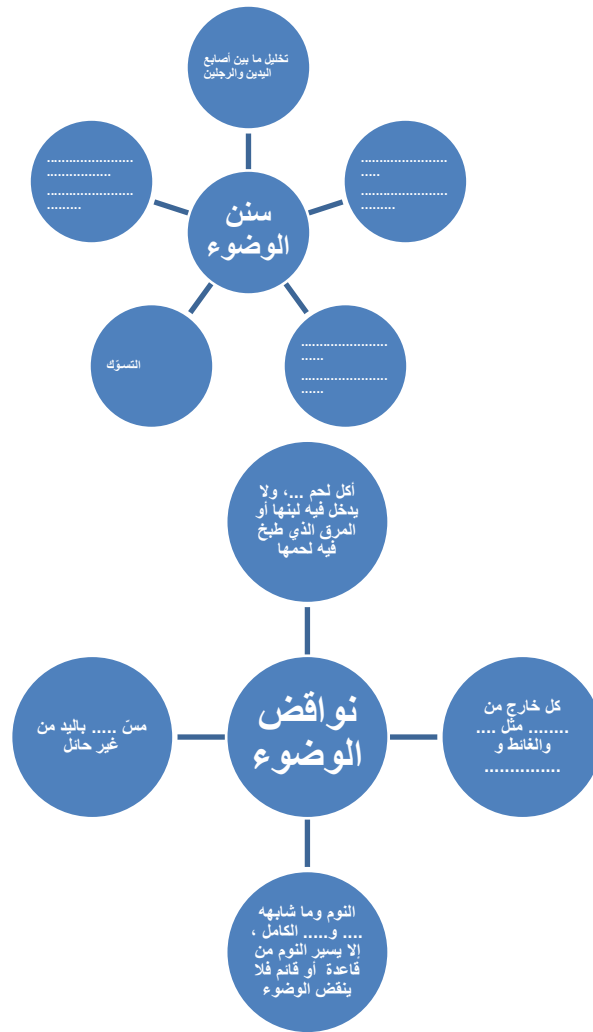 تخليل ما بين أصابع
اليدين والرجلين
......................
.....
......................
.........
......................
................
......................
.........
سنن
الوضوء
......................
......
......................
......
التسوّك
أكل لحم ...، ولا
يدخل فيه لبنها أو
المرق الذي طبخ
فيه لحمها
نواقض
الوضوء
كل خارج من
........ مثل ....
والغائط و
...............
مسّ ..... باليد من
غير حائل
النوم وما شابهه
.... و..... الكامل ،
إلا يسير النوم من
قاعدة أو قائم فلا
ينقض الوضوء